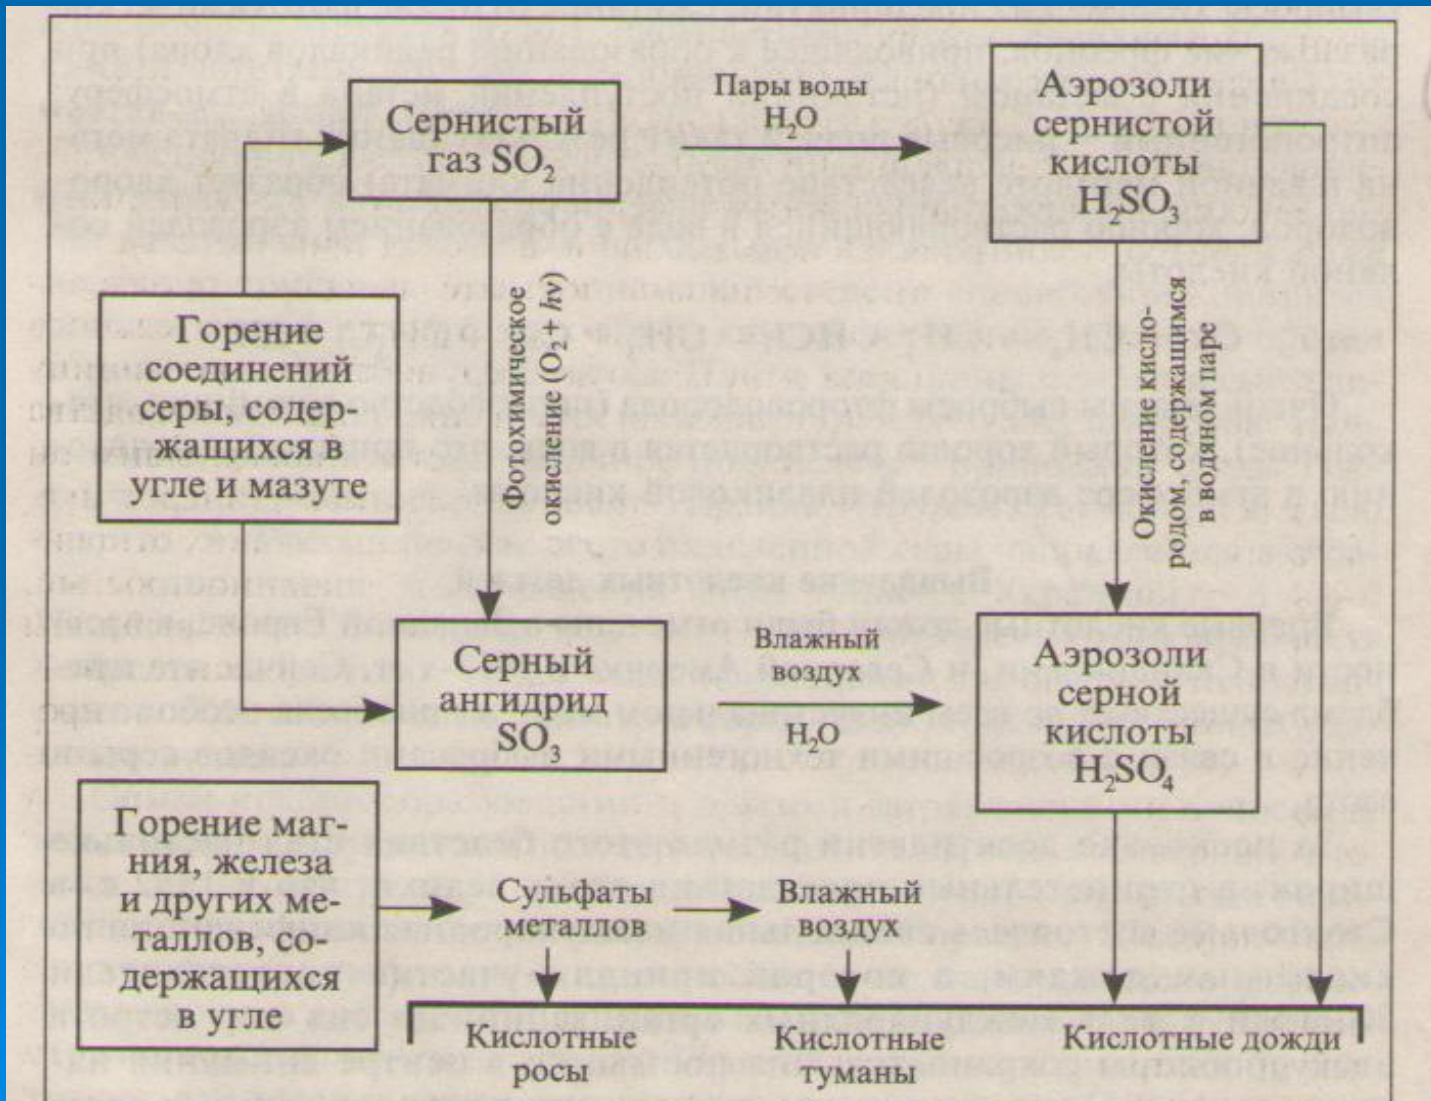 Сернистый
газ SO₂
Пары воды
H₂O
Аэрозоли
сернистой
кислоты
H₂SO₃
Горение
соединений
серы, содер-
жащихся в
угле и мазуте
Фотохимическое
окисление (O₂ + hν)
Окисление кисло-
родом, содержащимся
в водяном паре
Серный
ангидрид
SO₃
Влажный
воздух
H₂O
Аэрозоли
серной
кислоты
H₂SO₄
Горение маг-
ния, железа
и других ме-
таллов, со-
держащихся
в угле
Сульфаты
металлов
Влажный
воздух
Кислотные
росы
Кислотные
туманы
Кислотные дожди